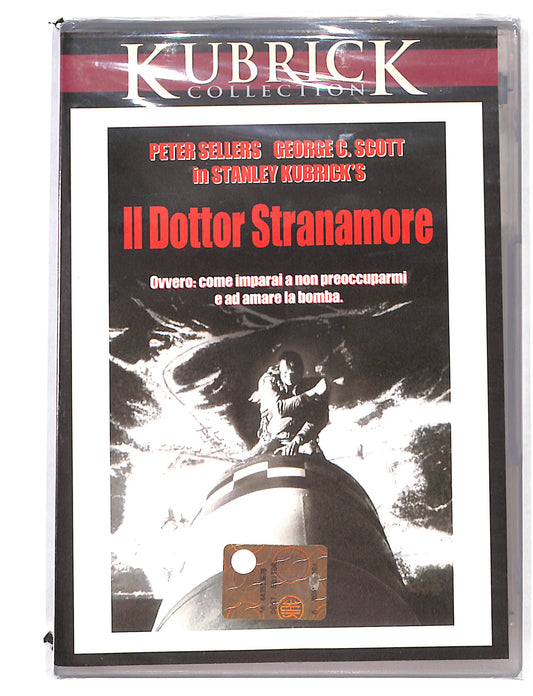 KUBRICK
COLLECTION
PETER SELLERS GEORGE C. SCOTT
in STANLEY KUBRICK'S
Il Dottor Stranamore
Ovvero: come imparai a non preoccuparmi
e ad amare la bomba.